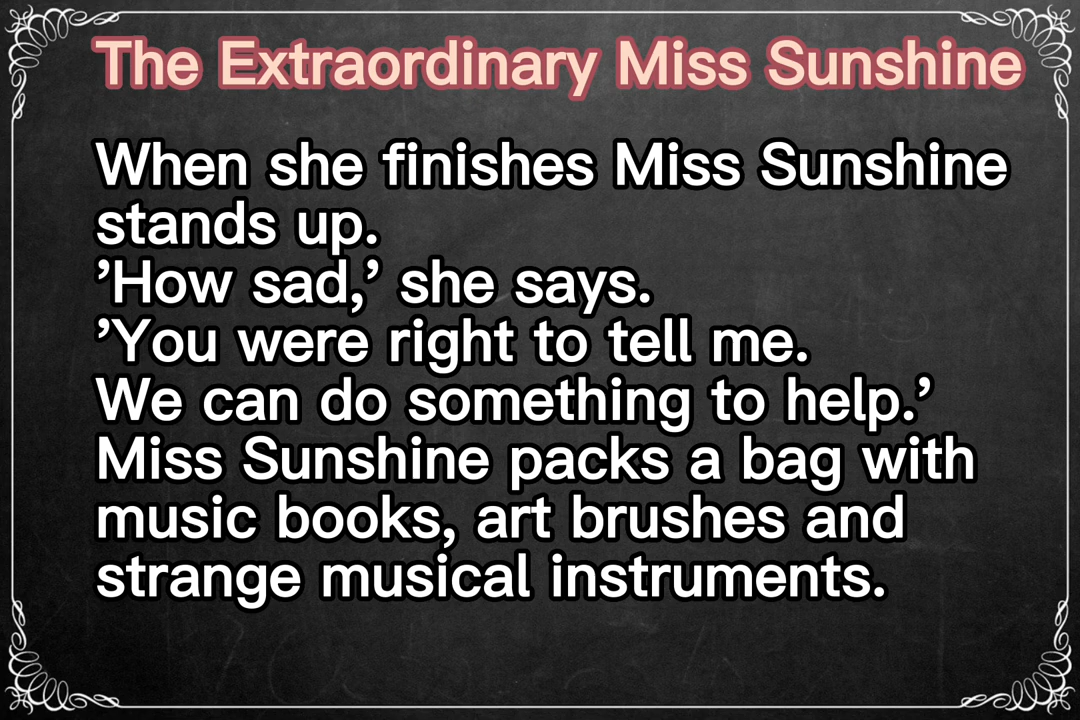 The Extraordinary Miss Sunshine
When she finishes Miss Sunshine
stands up.
’How sad,’ she says.
’You were right to tell me.
We can do something to help.’
Miss Sunshine packs a bag with
music books, art brushes and
strange musical instruments.